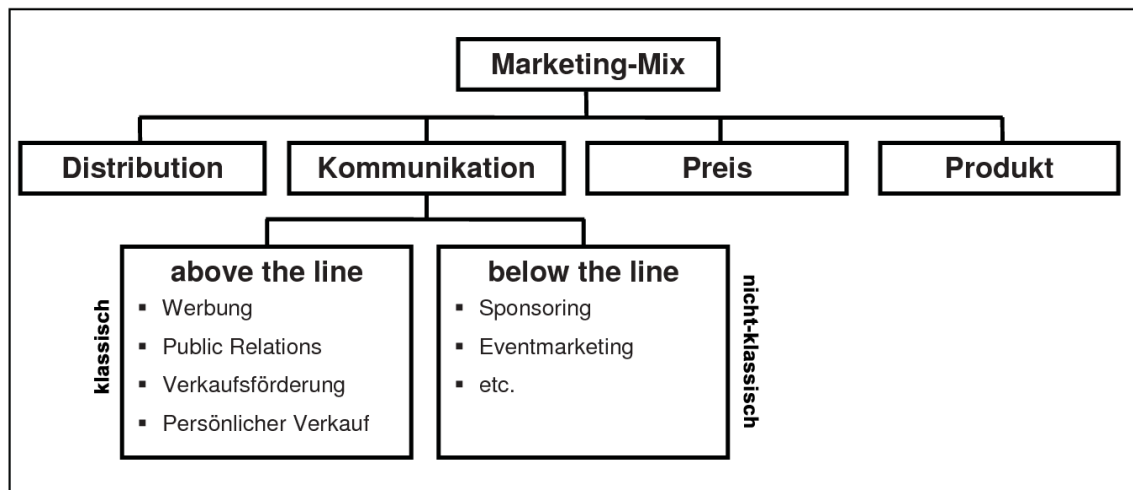 Marketing-Mix
Distribution
Kommunikation
Preis
Produkt
klassisch
above the line
▪ Werbung
▪ Public Relations
▪ Verkaufsförderung
▪ Persönlicher Verkauf
below the line
▪ Sponsoring
▪ Eventmarketing
▪ etc.
nicht-klassisch